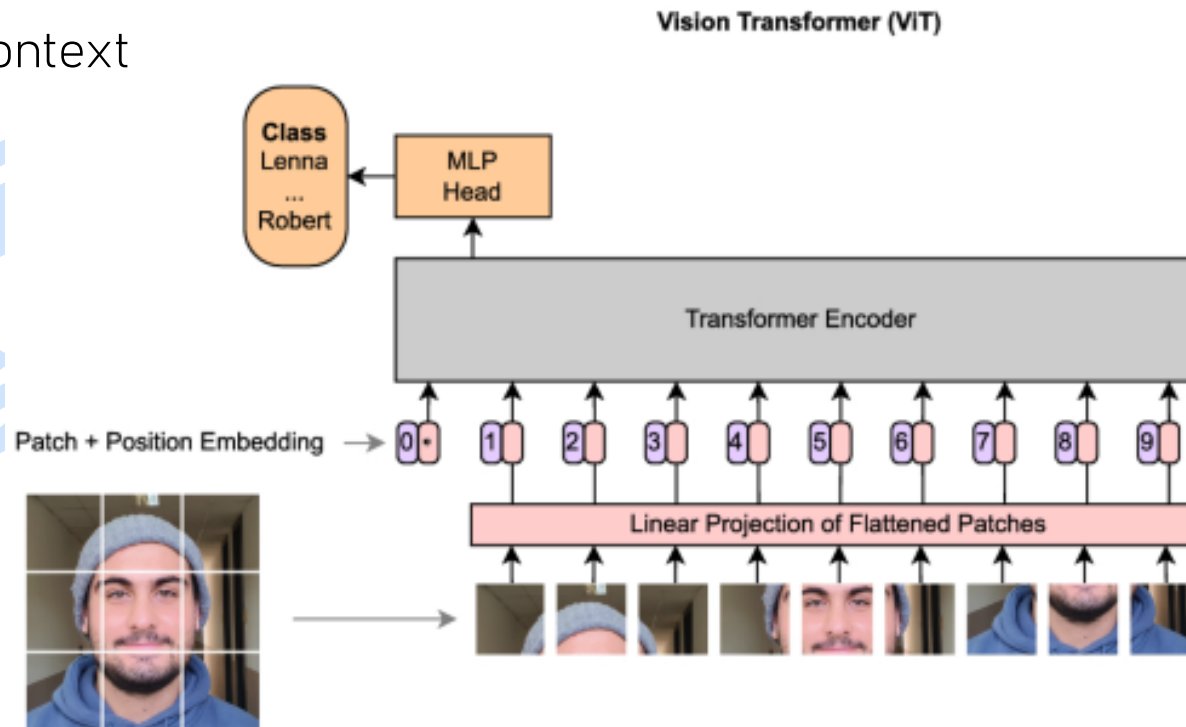 Vision Transformer (ViT)
ontext
Class
Lenna
...
Robert
MLP
Head
Transformer Encoder
Patch + Position Embedding
0 * 1 2 3 4 5 6 7 8 9
Linear Projection of Flattened Patches